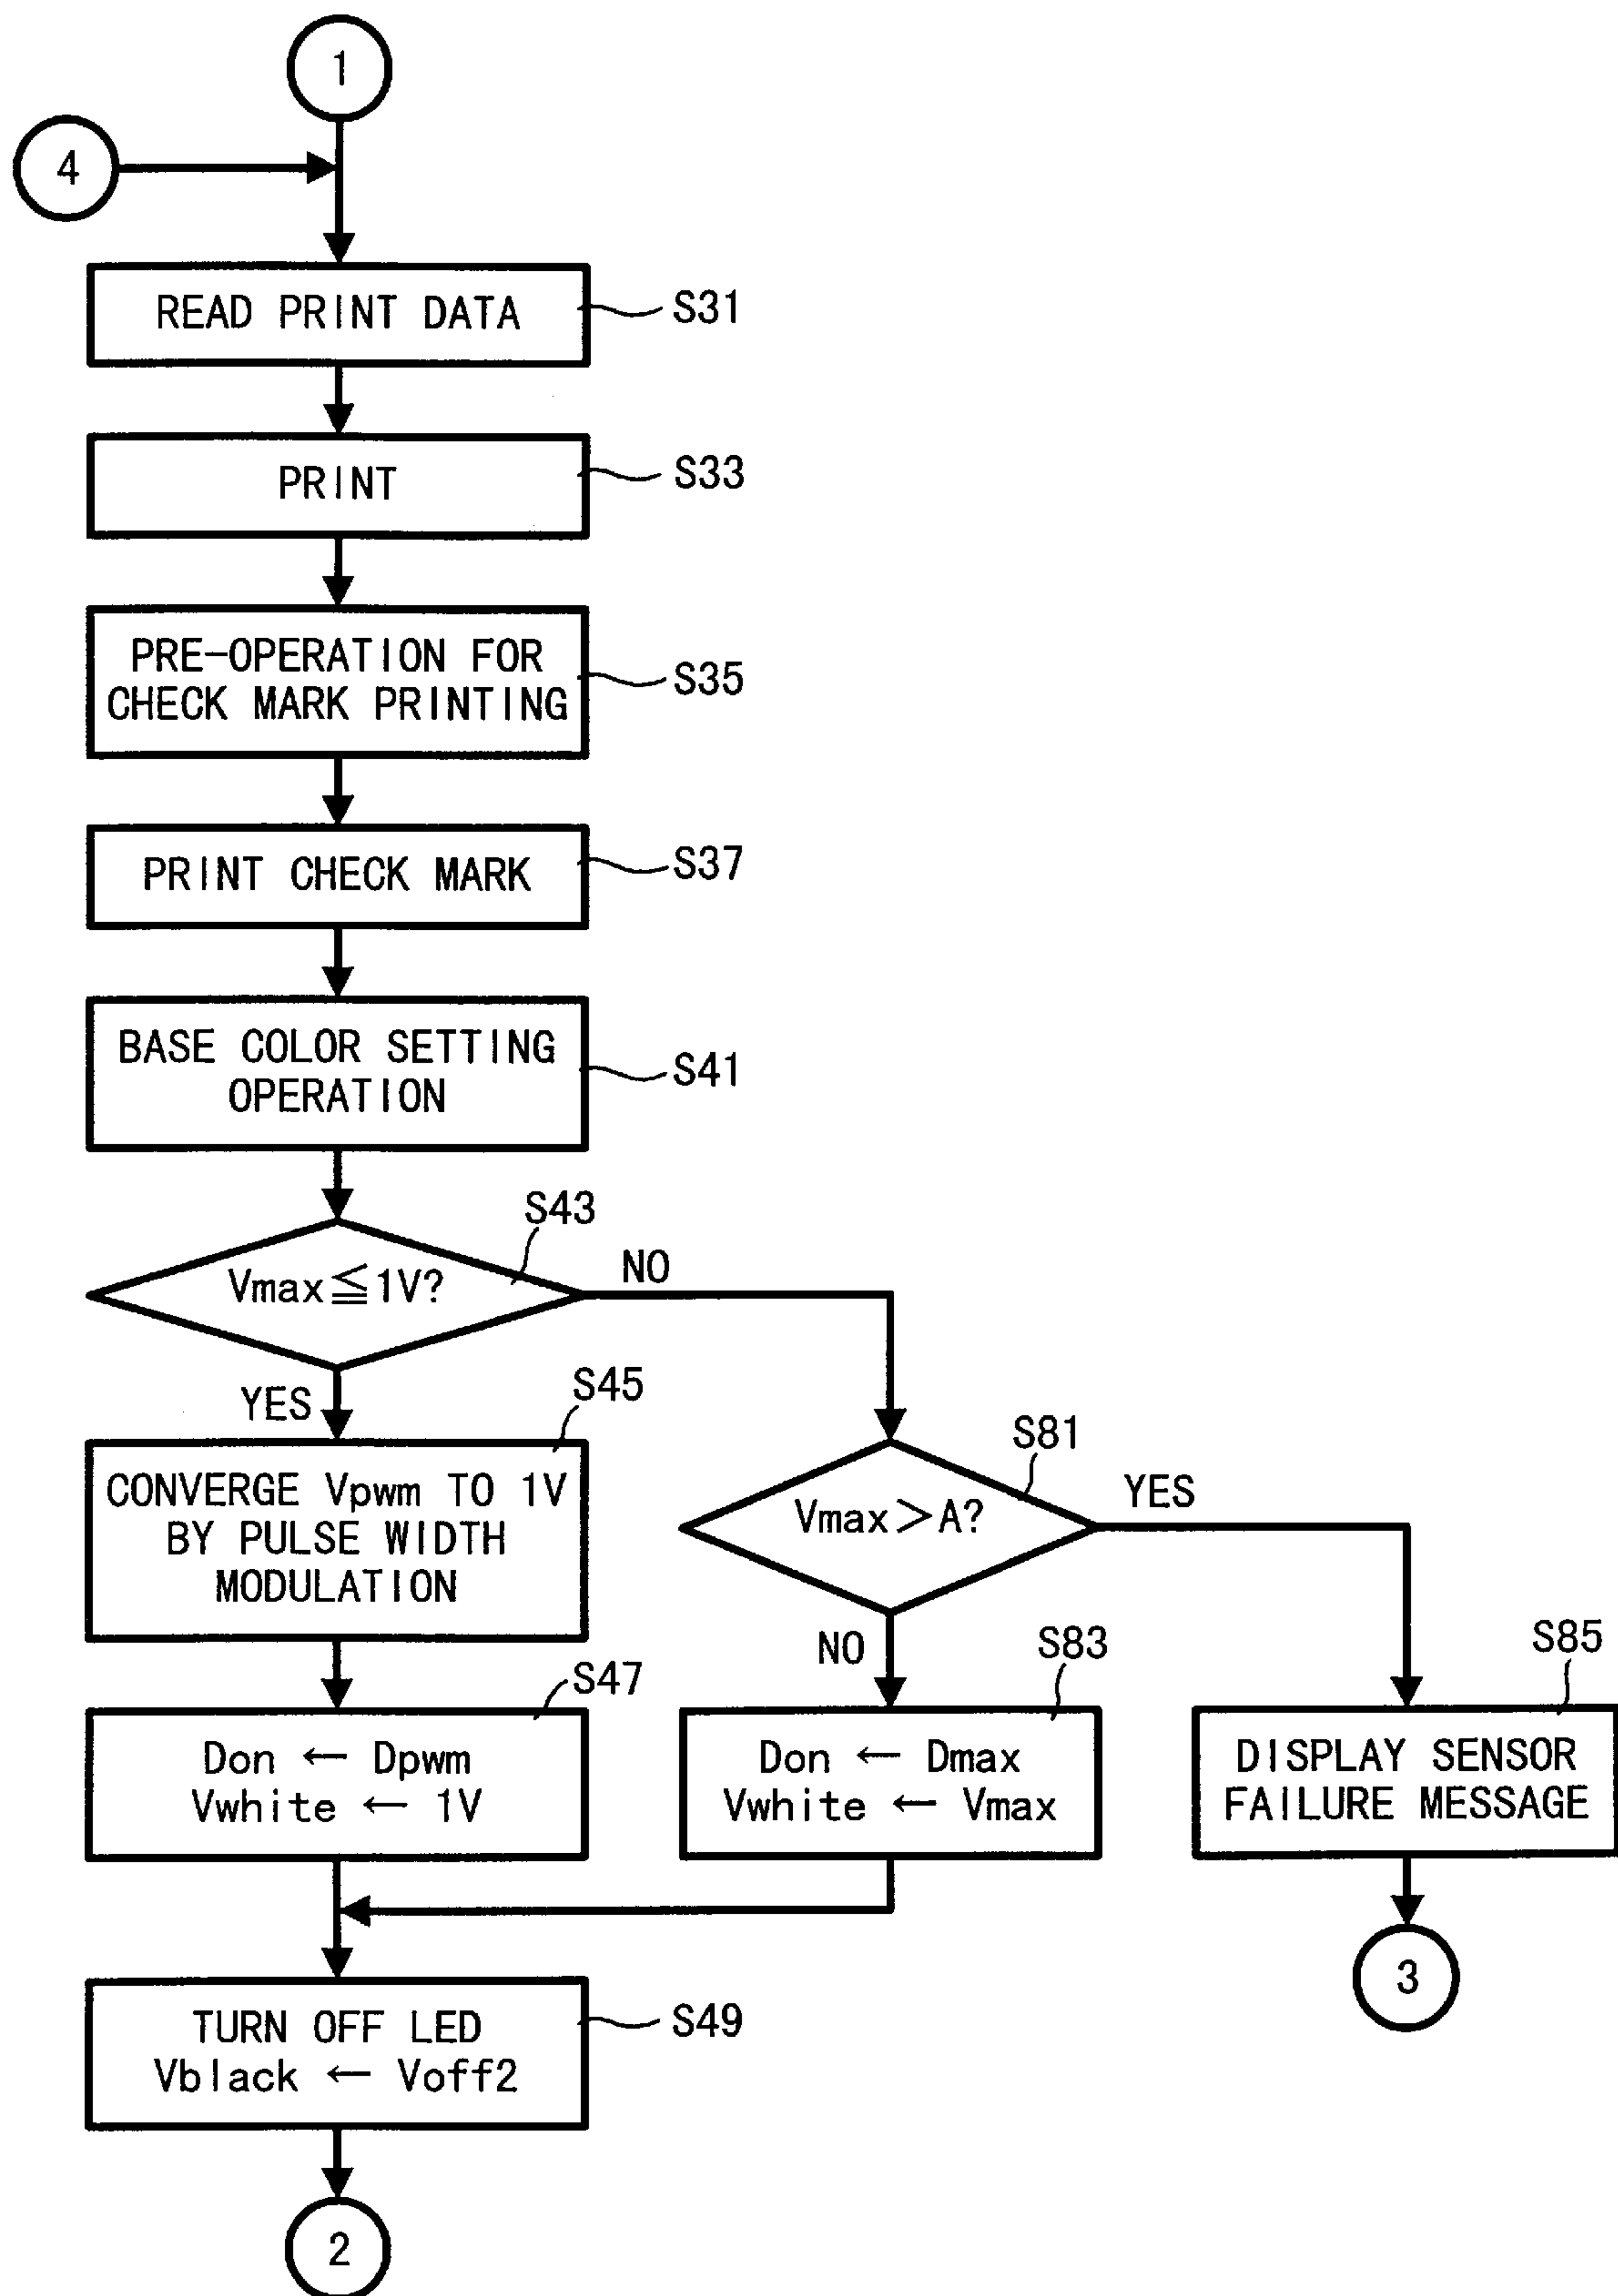 1
4
READ PRINT DATA
S31
PRINT
S33
PRE-OPERATION FOR
CHECK MARK PRINTING
S35
PRINT CHECK MARK
S37
BASE COLOR SETTING
OPERATION
S41
S43
Vmax≦1V?
NO
YES
S45
CONVERGE Vpwm TO 1V
BY PULSE WIDTH
MODULATION
S81
Vmax>A?
YES
NO
S47
Don ← Dpwm
Vwhite ← 1V
S83
Don ← Dmax
Vwhite ← Vmax
S85
DISPLAY SENSOR
FAILURE MESSAGE
3
TURN OFF LED
Vblack ← Voff2
S49
2